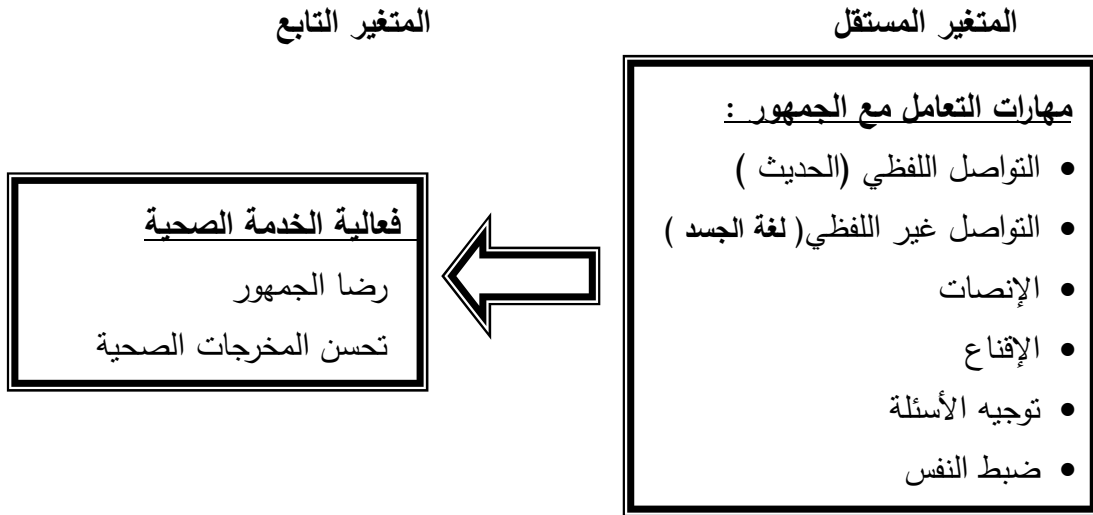 المتغير المستقل
المتغير التابع
مهارات التعامل مع الجمهور :
• التواصل اللفظي (الحديث )
• التواصل غير اللفظي( لغة الجسد )
• الإنصات
• الإقناع
• توجيه الأسئلة
• ضبط النفس
فعالية الخدمة الصحية
رضا الجمهور
تحسن المخرجات الصحية